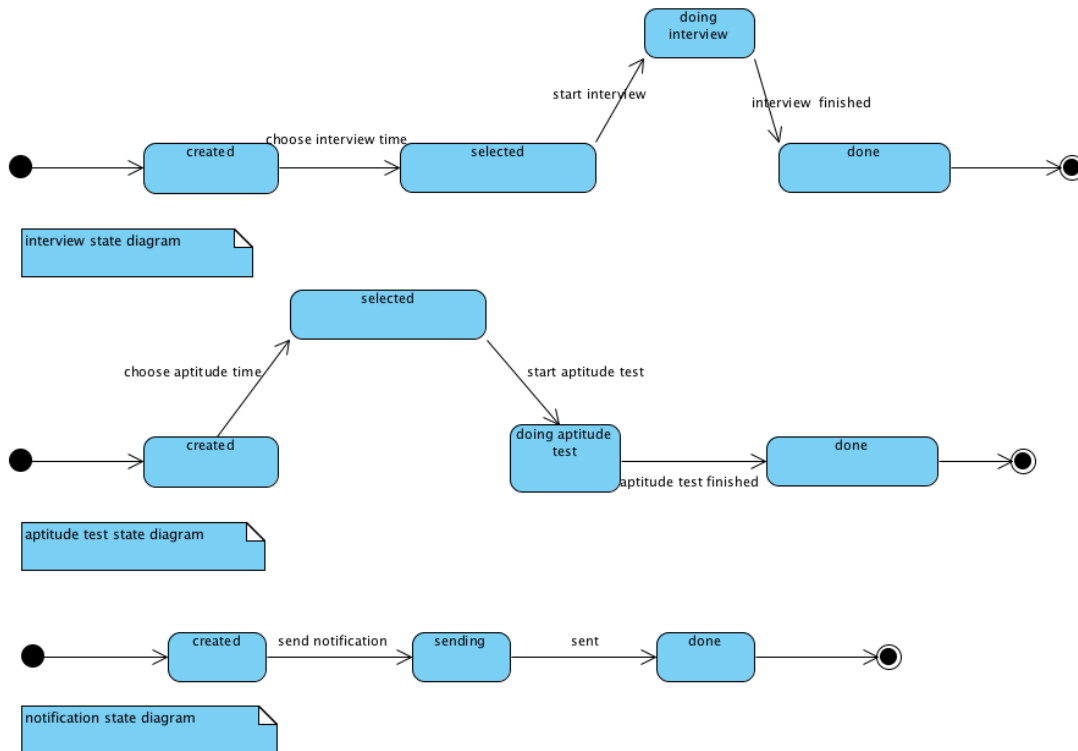 doing
interview
start interview
interview  finished
choose interview time
created
selected
done
interview state diagram
selected
choose aptitude time
start aptitude test
created
doing aptitude
test
done
aptitude test finished
aptitude test state diagram
created
send notification
sending
sent
done
notification state diagram